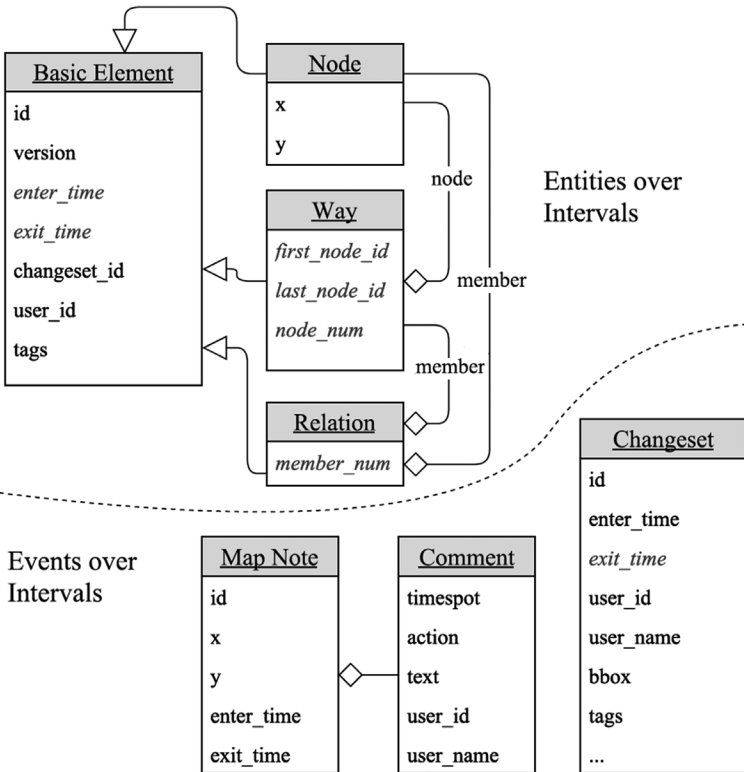 Basic Element
id
version
enter_time
exit_time
changeset_id
user_id
tags
Node
x
y
node
Way
first_node_id
last_node_id
node_num
member
member
Relation
member_num
Entities over
Intervals
Events over
Intervals
Map Note
id
x
y
enter_time
exit_time
Comment
timespot
action
text
user_id
user_name
Changeset
id
enter_time
exit_time
user_id
user_name
bbox
tags
...